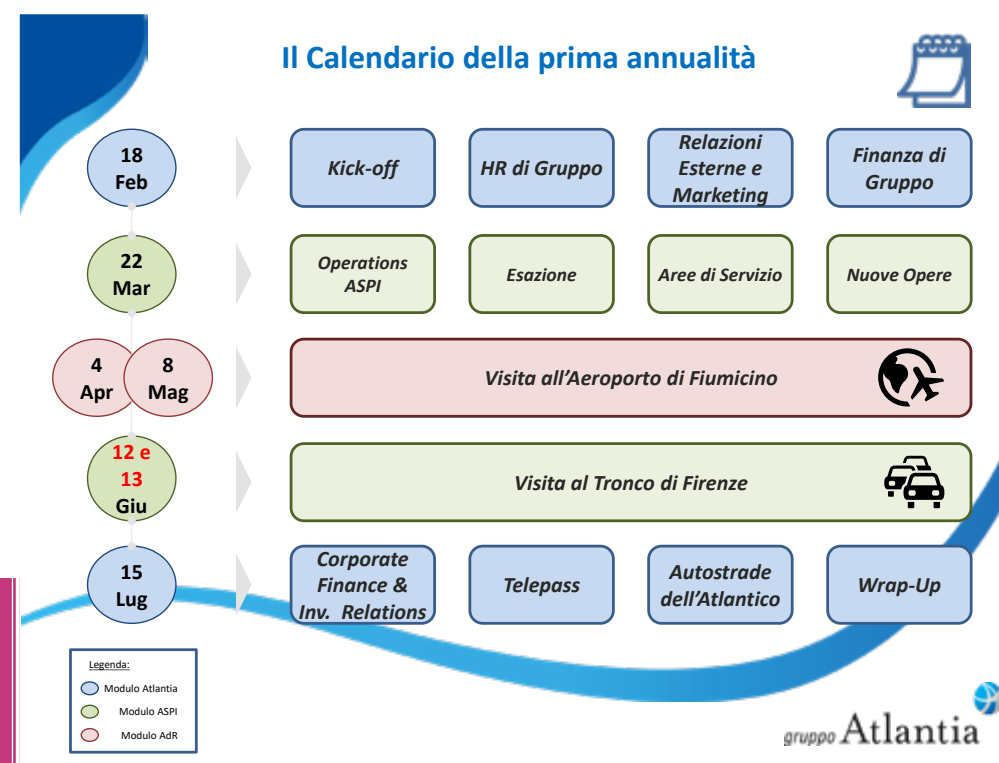 Il Calendario della prima annualità
18
Feb
Kick-off
HR di Gruppo
Relazioni
Esterne e
Marketing
Finanza di
Gruppo
22
Mar
Operations
ASPI
Esazione
Aree di Servizio
Nuove Opere
4
Apr
8
Mag
Visita all'Aeroporto di Fiumicino
12 e
13
Giu
Visita al Tronco di Firenze
15
Lug
Corporate
Finance &
Inv. Relations
Telepass
Autostrade
dell'Atlantico
Wrap-Up
Legenda:
Modulo Atlantia
Modulo ASPI
Modulo AdR
gruppo Atlantia